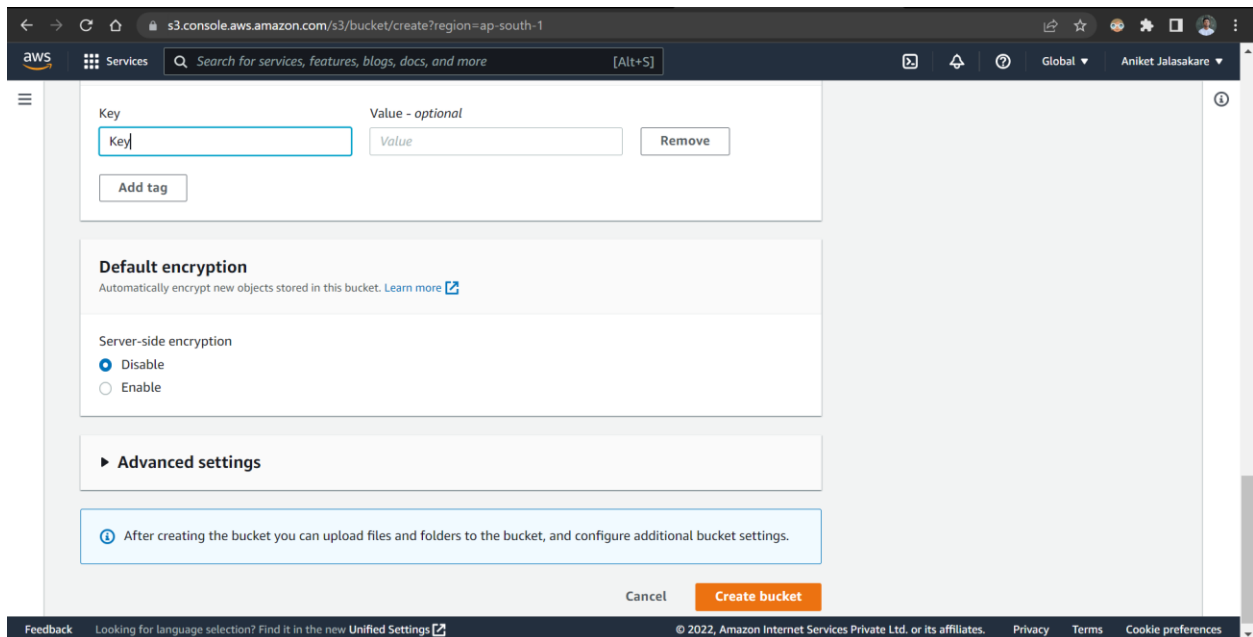 s3.console.aws.amazon.com/s3/bucket/create?region=ap-south-1
aws Services Search for services, features, blogs, docs, and more [Alt+S] Global Aniket Jalasakare
Key Value - optional
Key Value Remove
Add tag
Default encryption
Automatically encrypt new objects stored in this bucket. Learn more
Server-side encryption
Disable
Enable
Advanced settings
After creating the bucket you can upload files and folders to the bucket, and configure additional bucket settings.
Cancel Create bucket
Feedback Looking for language selection? Find it in the new Unified Settings © 2022, Amazon Internet Services Private Ltd. or its affiliates. Privacy Terms Cookie preferences